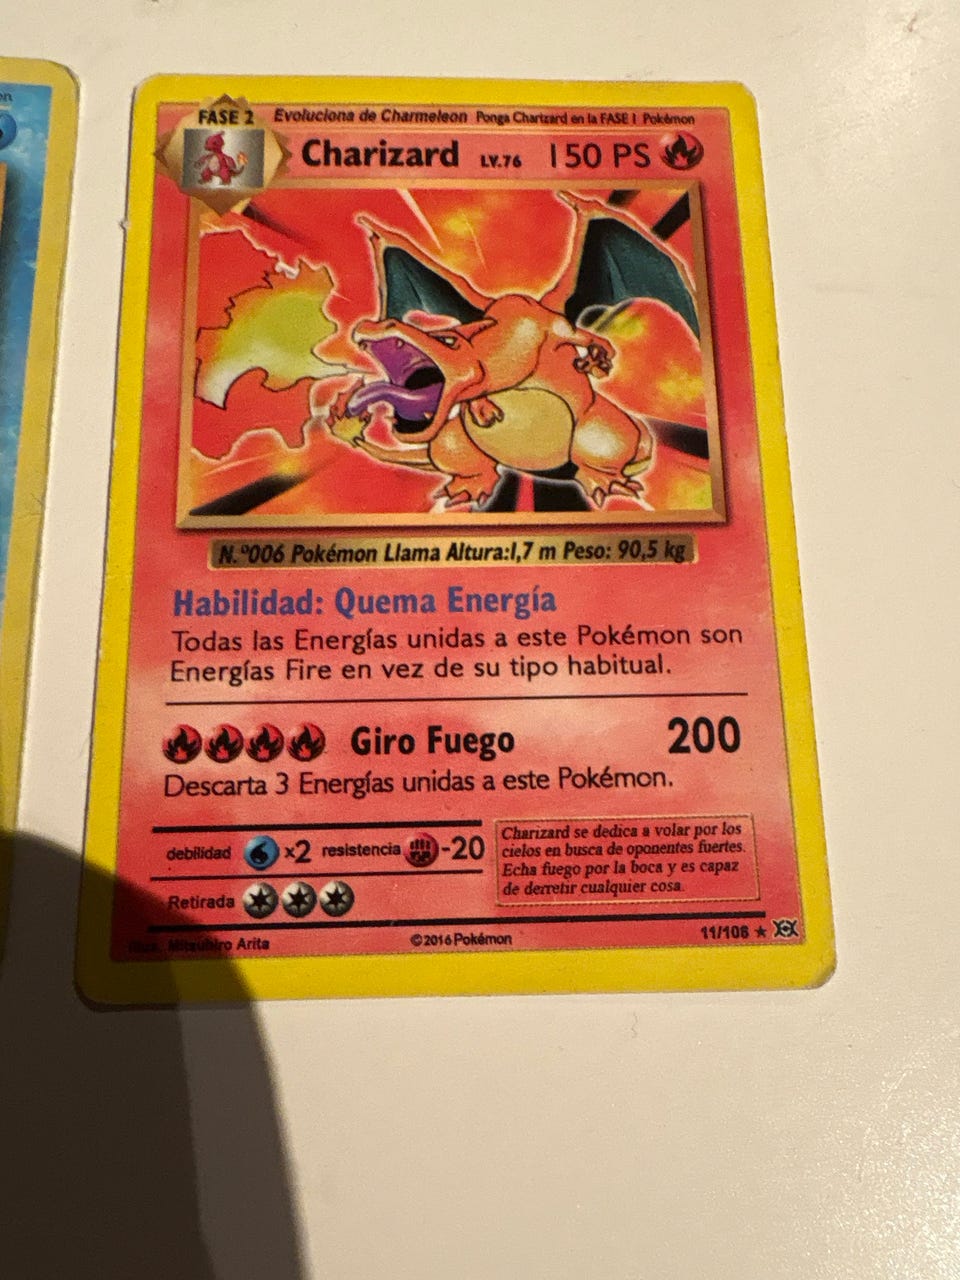 on
FASE 2 Evoluciona de Charmeleon Ponga Charizard en la FASE 1 Pokémon
Charizard LV.76 150 PS
N.º006 Pokémon Llama Altura:1,7 m Peso: 90,5 kg
Habilidad: Quema Energía
Todas las Energías unidas a este Pokémon son
Energías Fire en vez de su tipo habitual.
Giro Fuego 200
Descarta 3 Energías unidas a este Pokémon.
debilidad x2 resistencia -20
Retirada
Charizard se dedica a volar por los
cielos en busca de oponentes fuertes.
Echa fuego por la boca y es capaz
de derretir cualquier cosa.
Illus. Mitsuhiro Arita ©2016 Pokémon 11/108 ★